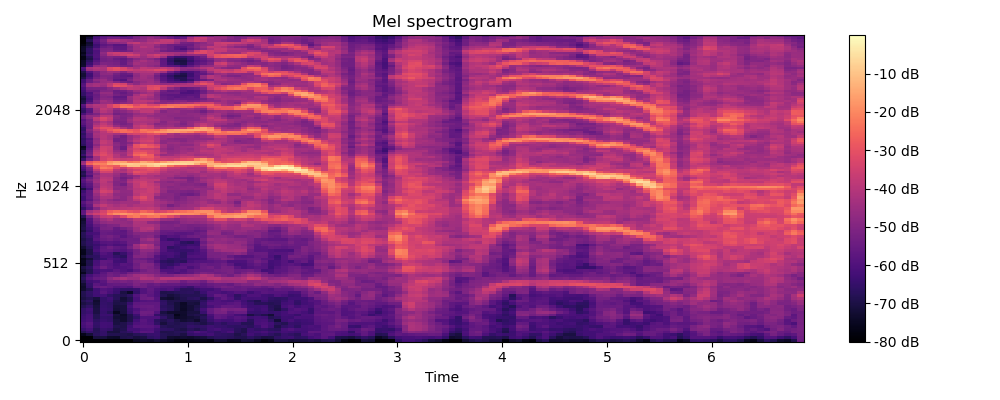 Mel spectrogram
Hz
2048
1024
512
0
0 1 2 3 4 5 6
Time
-10 dB
-20 dB
-30 dB
-40 dB
-50 dB
-60 dB
-70 dB
-80 dB